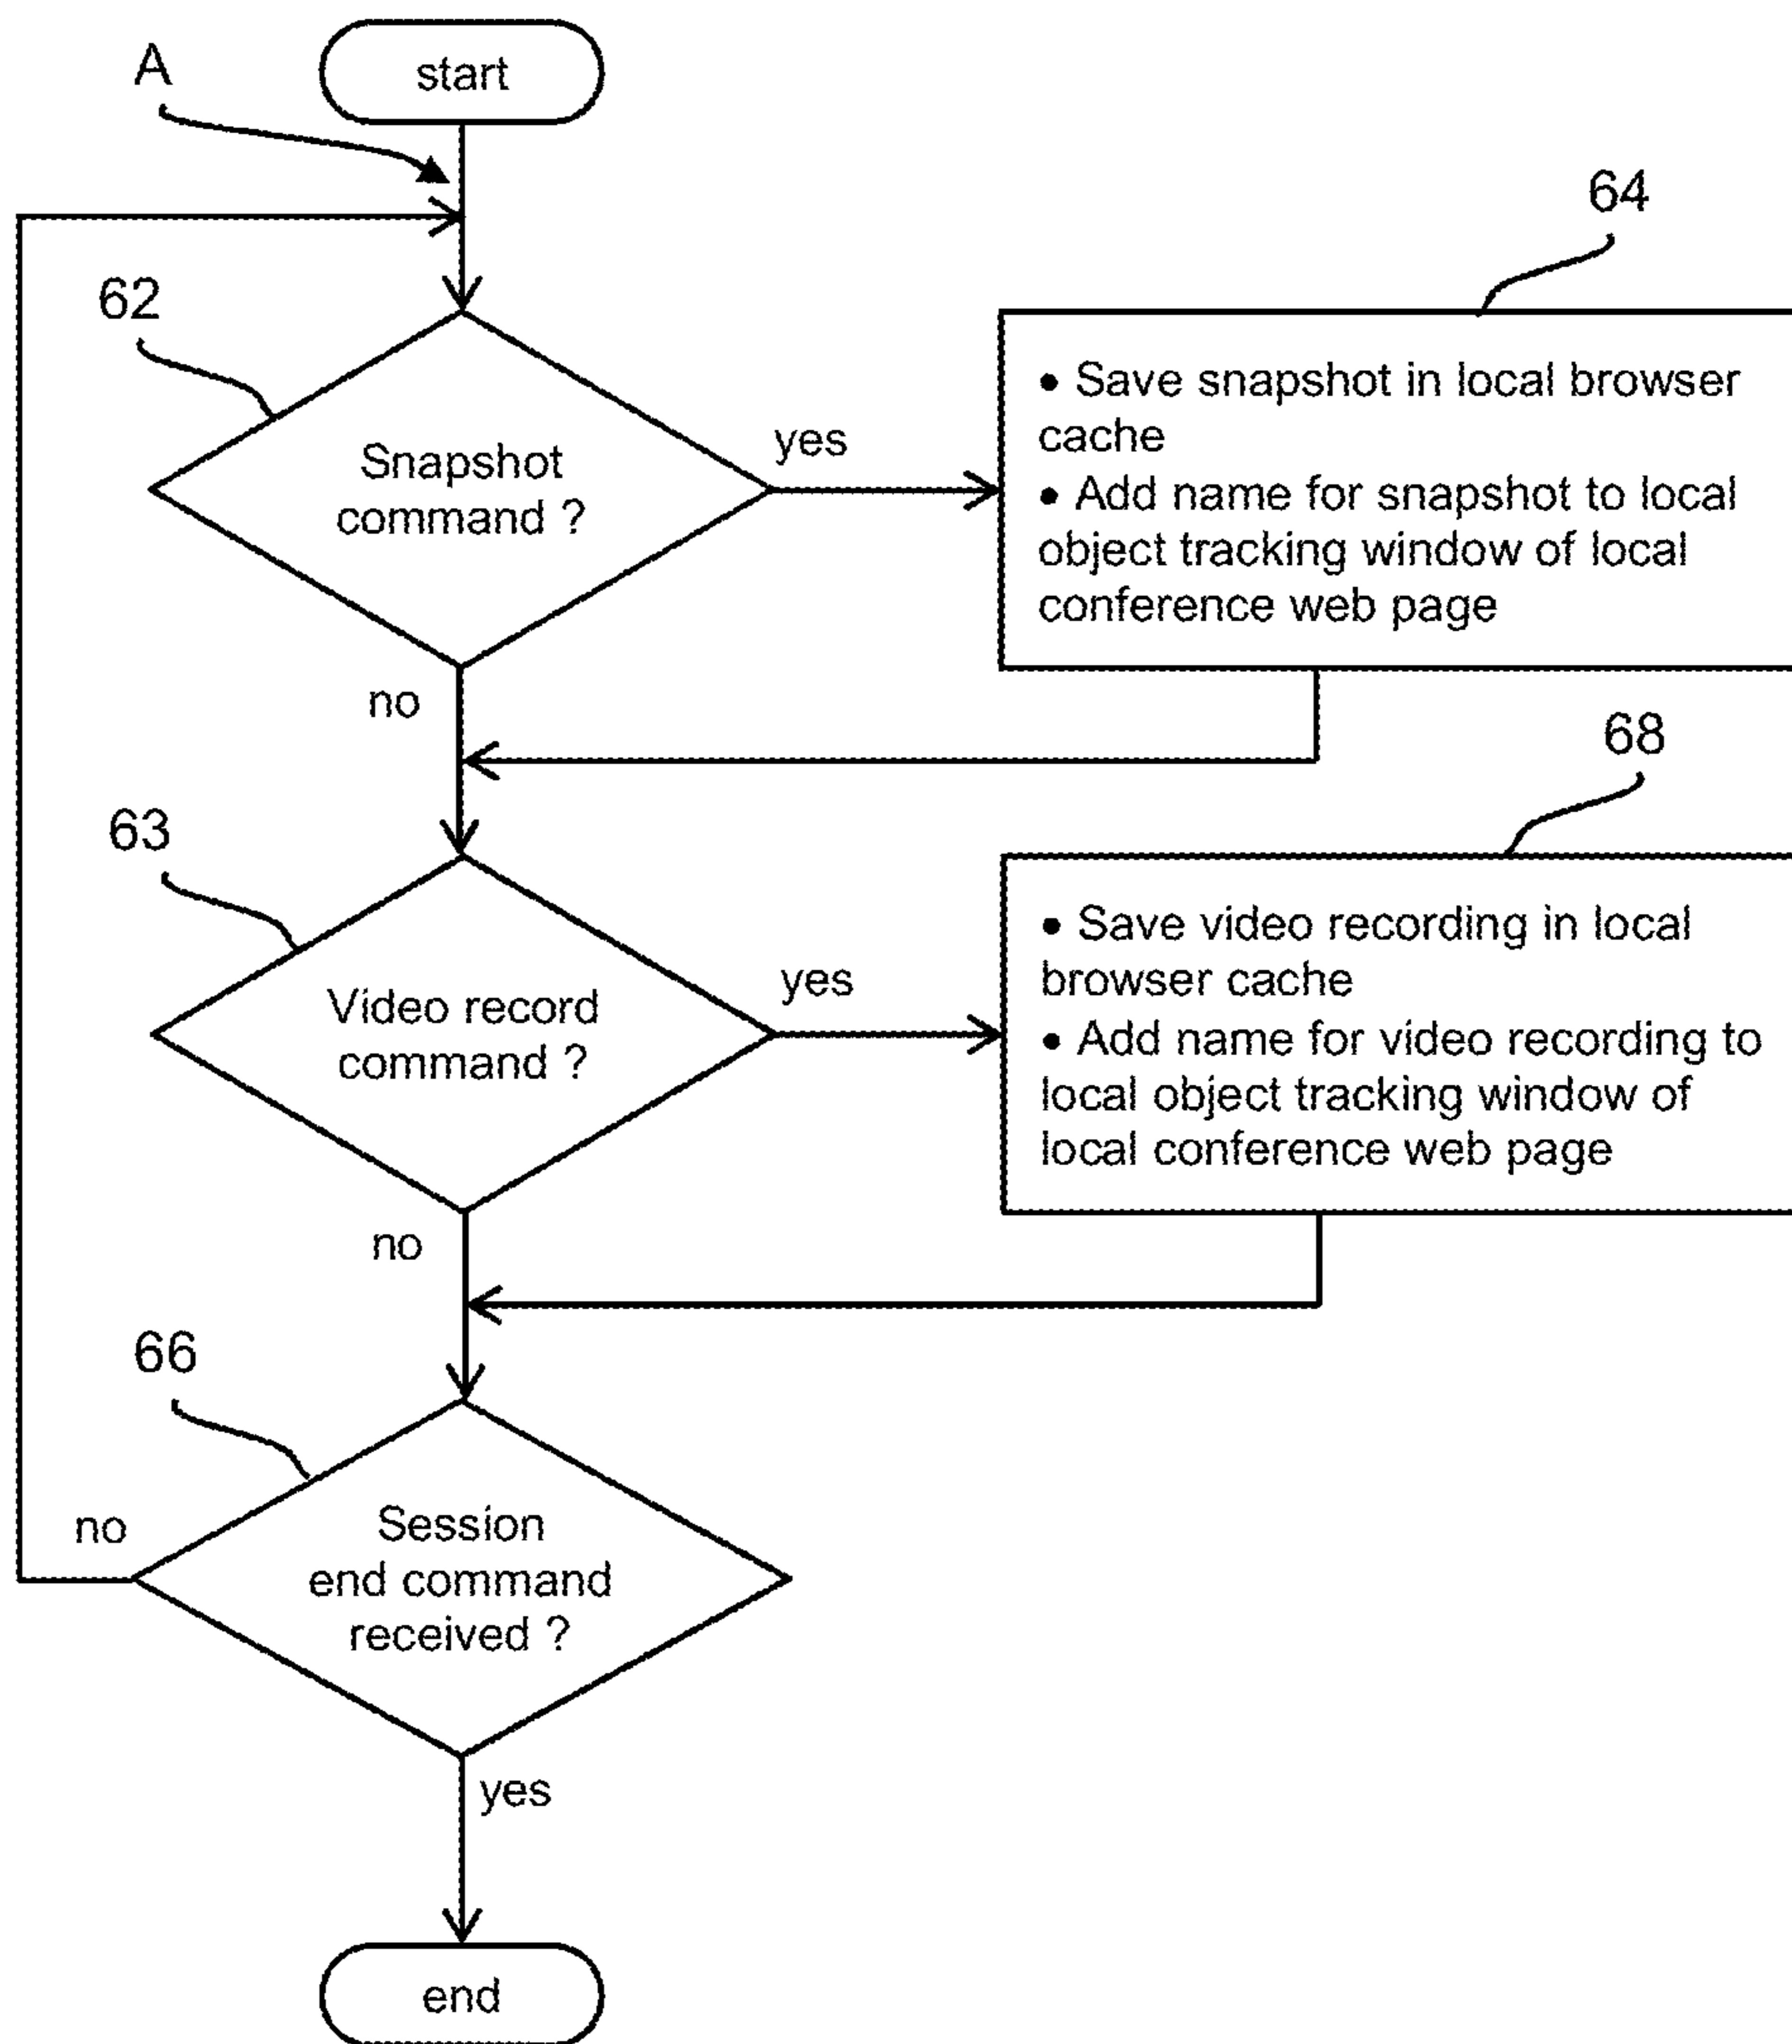 start
A
62
Snapshot
command ?
yes
no
64
• Save snapshot in local browser
cache
• Add name for snapshot to local
object tracking window of local
conference web page
63
Video record
command ?
yes
no
68
• Save video recording in local
browser cache
• Add name for video recording to
local object tracking window of
local conference web page
66
Session
end command
received ?
no
yes
end